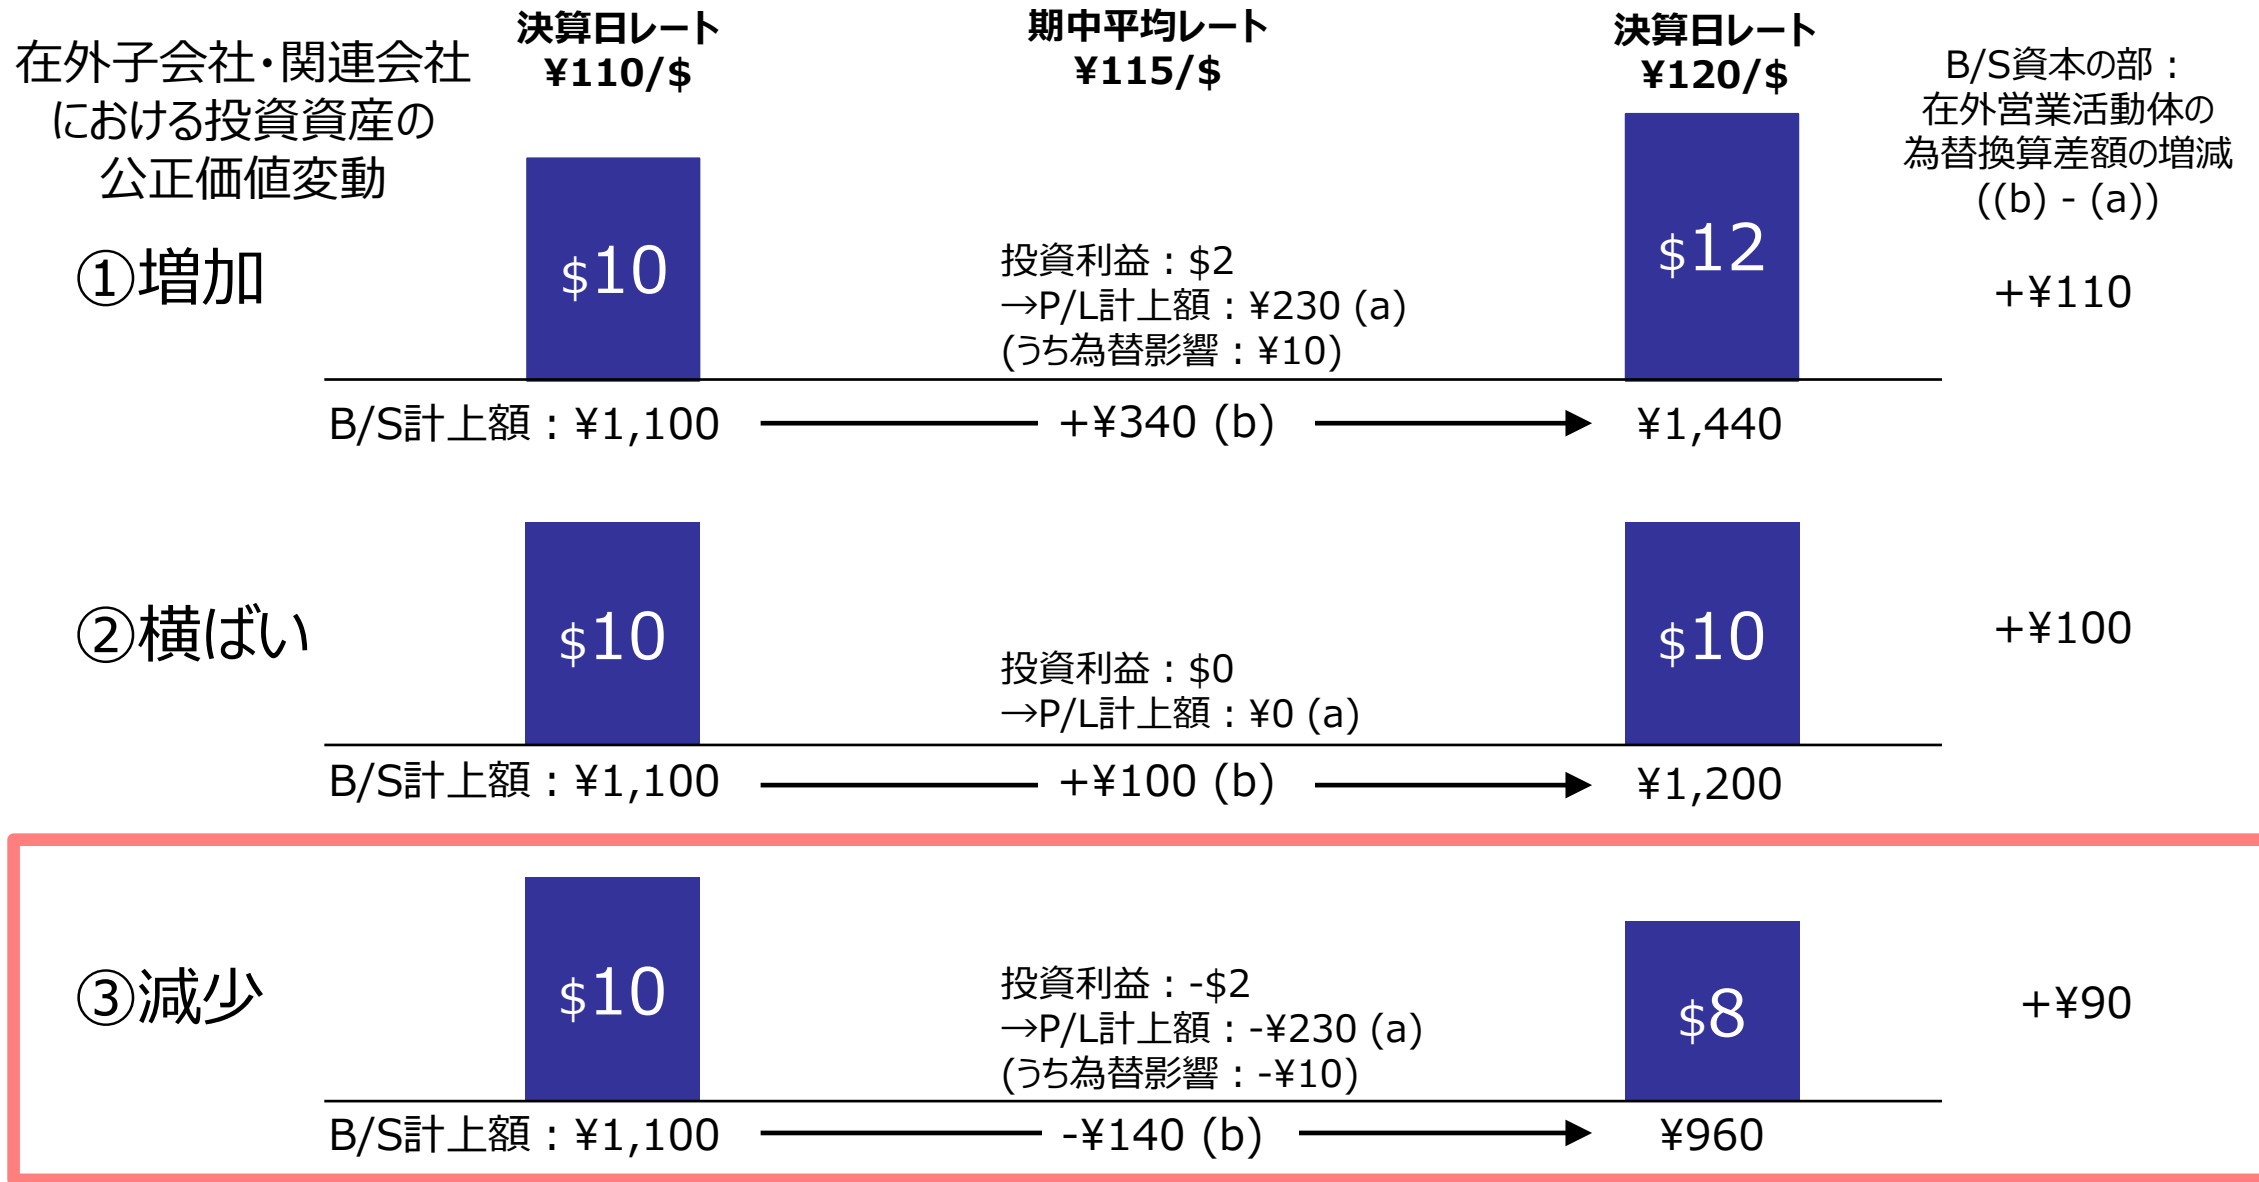 在外子会社・関連会社
における投資資産の
公正価値変動
決算日レート
¥110/$
期中平均レート
¥115/$
決算日レート
¥120/$
B/S資本の部：
在外営業活動体の
為替換算差額の増減
((b) - (a))
①増加
$10
投資利益：$2
→P/L計上額：¥230 (a)
(うち為替影響：¥10)
$12
+¥110
B/S計上額：¥1,100
+¥340 (b)
¥1,440
②横ばい
$10
投資利益：$0
→P/L計上額：¥0 (a)
$10
+¥100
B/S計上額：¥1,100
+¥100 (b)
¥1,200
③減少
$10
投資利益：-$2
→P/L計上額：-¥230 (a)
(うち為替影響：-¥10)
$8
+¥90
B/S計上額：¥1,100
-¥140 (b)
¥960